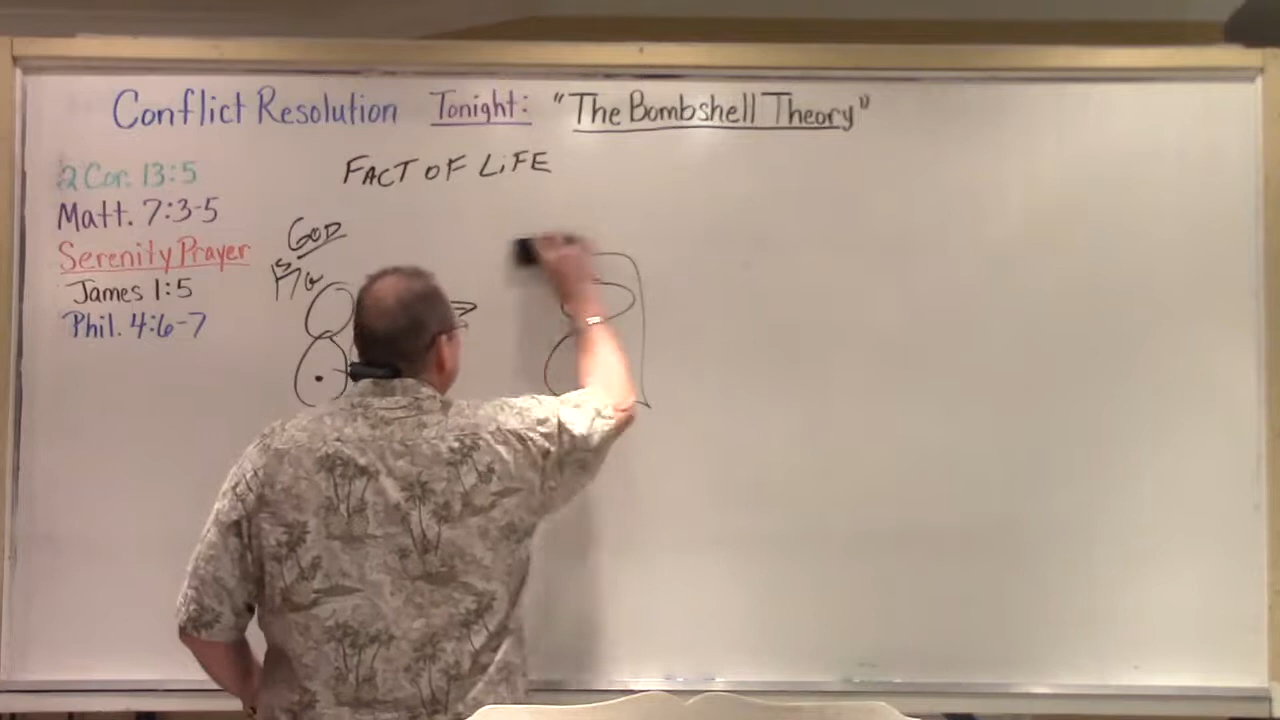 Conflict Resolution Tonight: "The Bombshell Theory"
FACT OF LiFE
2 Cor. 13:5
Matt. 7:3-5
Serenity Prayer
James 1:5
Phil. 4:6-7
GOD